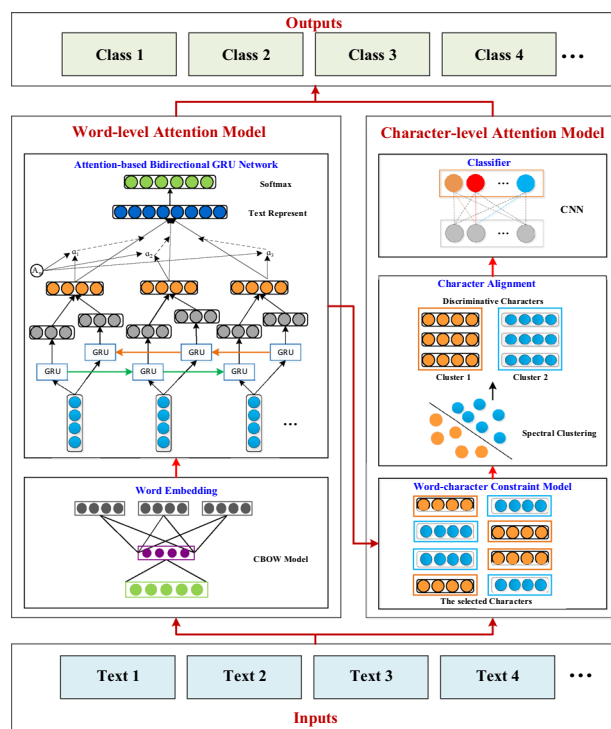 Outputs
Class 1
Class 2
Class 3
Class 4
...
Word-level Attention Model
Attention-based Bidirectional GRU Network
Softmax
Text Represent
a1
a2
a3
GRU
GRU
GRU
GRU
GRU
GRU
...
Word Embedding
CBOW Model
Character-level Attention Model
Classifier
...
CNN
...
Character Alignment
Discriminative Characters
Cluster 1
Cluster 2
Spectral Clustering
Word-character Constraint Model
The selected Characters
Text 1
Text 2
Text 3
Text 4
...
Inputs